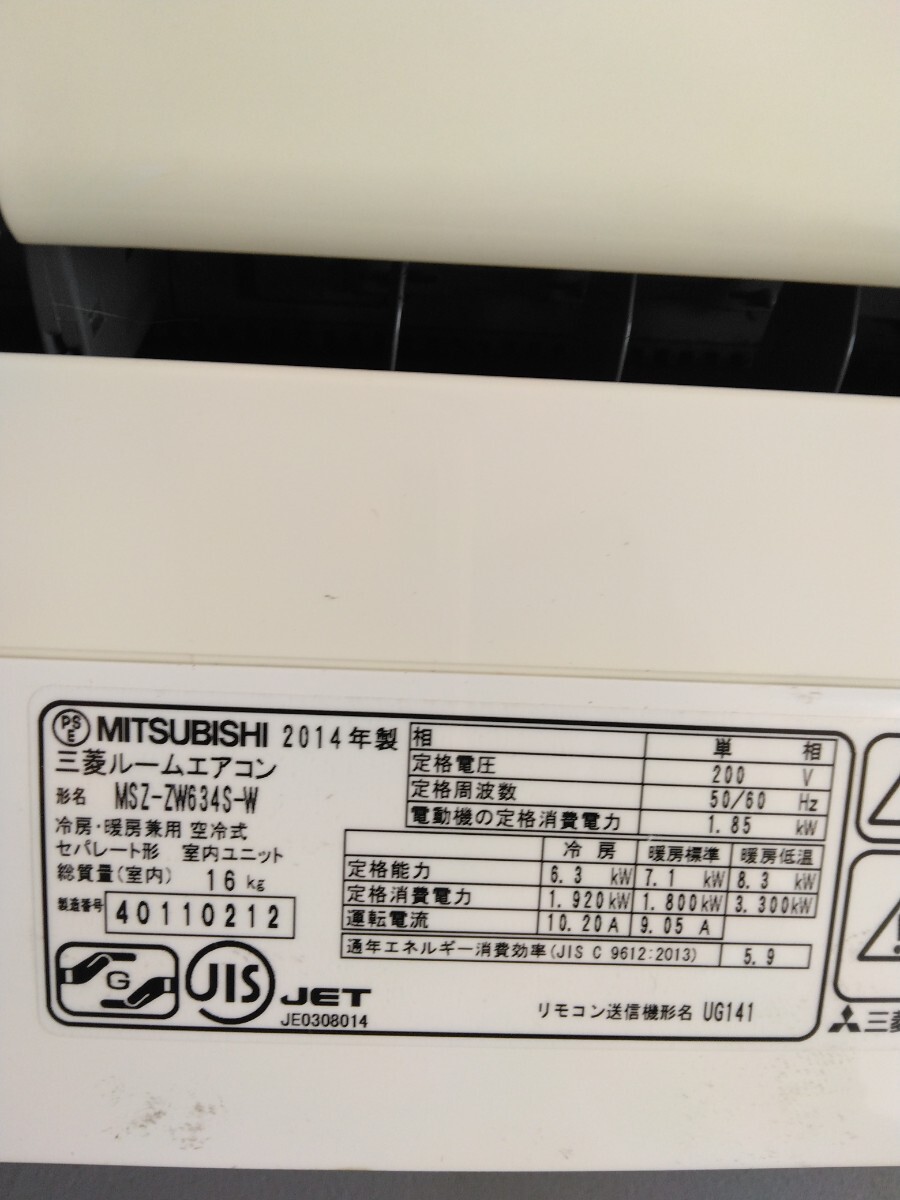 PSE MITSUBISHI 2014年製
三菱ルームエアコン
形名 MSZ-ZW634S-W
冷房・暖房兼用 空冷式
セパレート形 室内ユニット
総質量(室内) 16kg
製造番号 40110212
G JIS JET
JE0308014
相 単 相
定格電圧 200 V
定格周波数 50/60 Hz
電動機の定格消費電力 1.85 kW
冷 房 暖房標準 暖房低温
定格能力 6.3 kW 7.1 kW 8.3 kW
定格消費電力 1.920kW 1.800kW 3.300kW
運転電流 10.20A 9.05 A
通年エネルギー消費効率(JIS C 9612:2013) 5.9
リモコン送信機形名 UG141
三菱